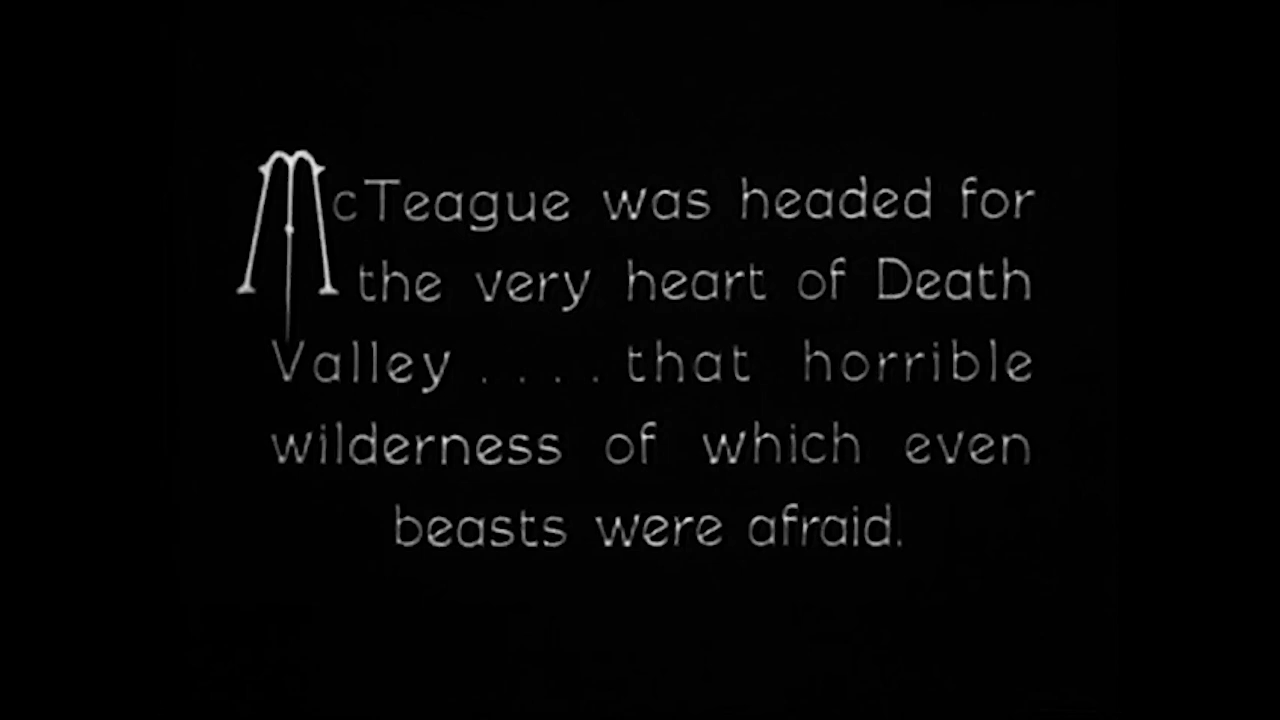 McTeague was headed for
the very heart of Death
Valley . . . . that horrible
wilderness of which even
beasts were afraid.